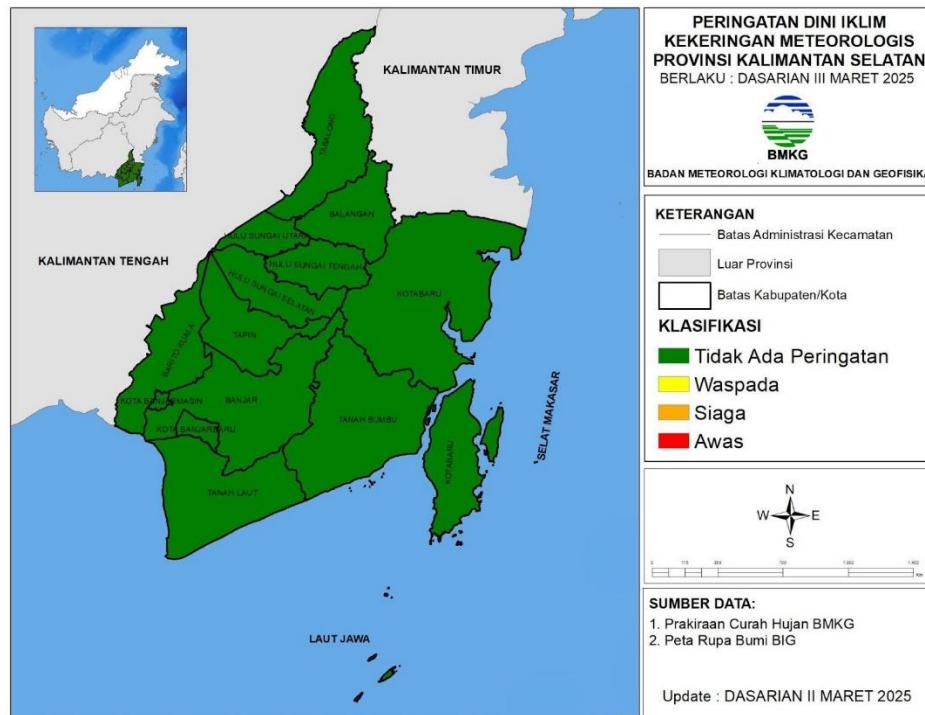 KALIMANTAN TIMUR
TABALONG
BALANGAN
HULU SUNGAI UTARA
HULU SUNGAI TENGAH
KALIMANTAN TENGAH
HULU SUNGAI SELATAN
KOTABARU
TAPIN
BARITO KUALA
KOTA BANJARMASIN
BANJAR
TANAH BUMBU
KOTA BANJARBARU
KOTABARU
SELAT MAKASAR
TANAH LAUT
LAUT JAWA
PERINGATAN DINI IKLIM
KEKERINGAN METEOROLOGIS
PROVINSI KALIMANTAN SELATAN
BERLAKU : DASARIAN III MARET 2025
BMKG
BADAN METEOROLOGI KLIMATOLOGI DAN GEOFISIKA
KETERANGAN
Batas Administrasi Kecamatan
Luar Provinsi
Batas Kabupaten/Kota
KLASIFIKASI
Tidak Ada Peringatan
Waspada
Siaga
Awas
N
W E
S
SUMBER DATA:
1. Prakiraan Curah Hujan BMKG
2. Peta Rupa Bumi BIG
Update : DASARIAN II MARET 2025